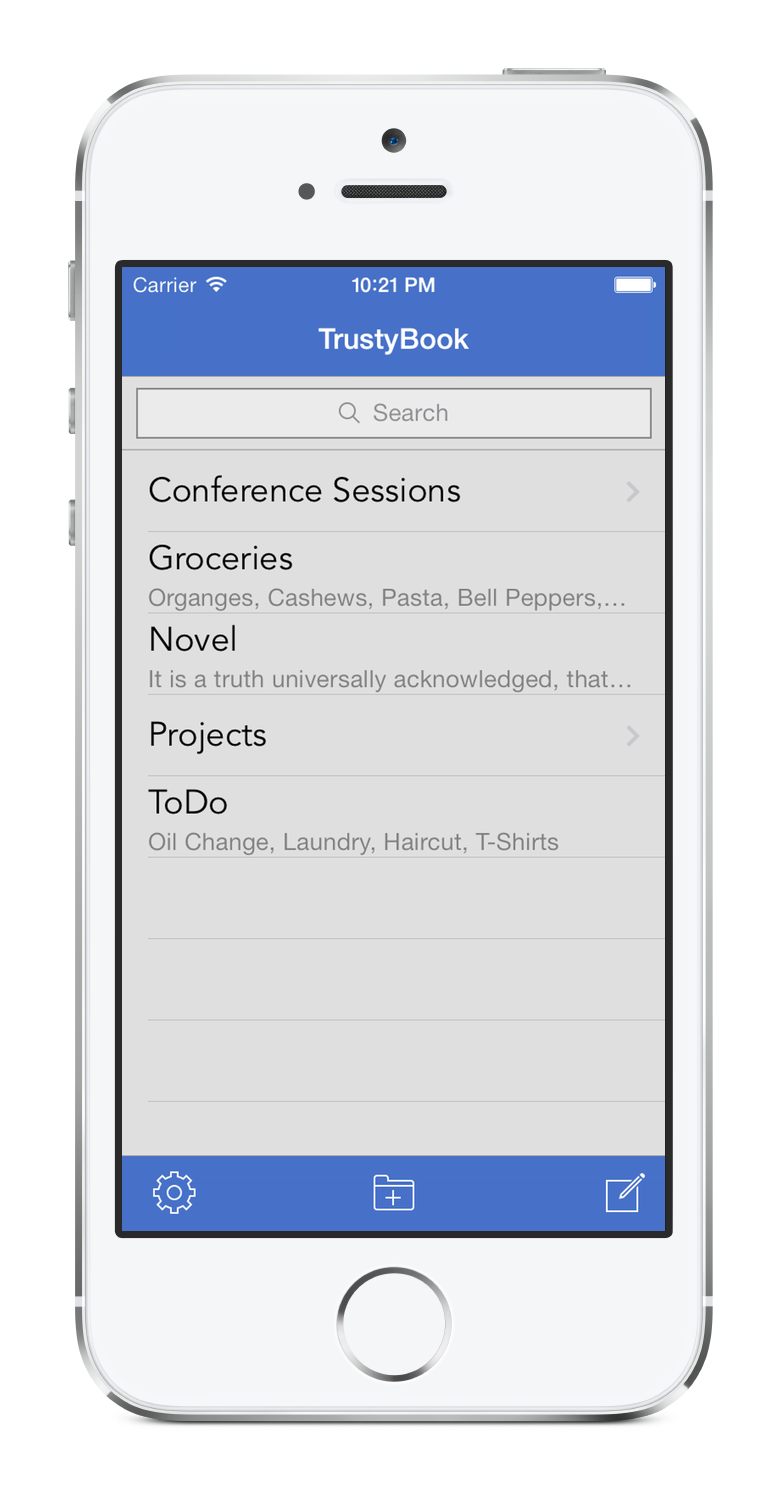 Carrier 10:21 PM
TrustyBook
Search
Conference Sessions
Groceries
Organges, Cashews, Pasta, Bell Peppers,...
Novel
It is a truth universally acknowledged, that...
Projects
ToDo
Oil Change, Laundry, Haircut, T-Shirts